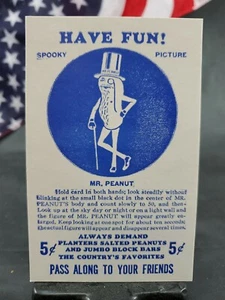 HAVE FUN!
SPOOKY PICTURE
MR. PEANUT
Hold card in both hands; look steadily without
blinking at the small black dot in the center of MR.
PEANUT'S body and count slowly to 30, and then:
Look up at the sky day or night or on a light wall and
the figure of MR. PEANUT will appear greatly en-
larged. Keep looking at one spot for about ten seconds.
The actual figure will appear and disappear several times.
ALWAYS DEMAND
5¢ PLANTERS SALTED PEANUTS 5¢
AND JUMBO BLOCK BARS
THE COUNTRY'S FAVORITES
PASS ALONG TO YOUR FRIENDS